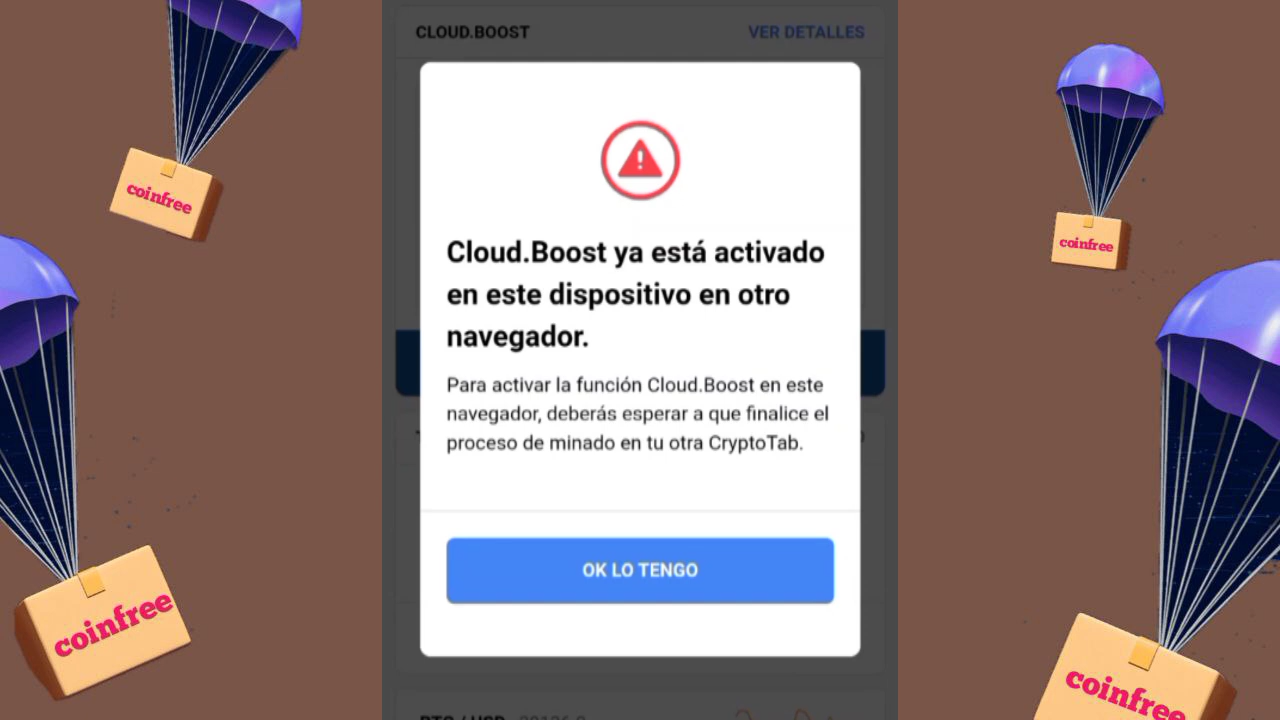 CLOUD.BOOST VER DETALLES
Cloud.Boost ya está activado
en este dispositivo en otro
navegador.
Para activar la función Cloud.Boost en este
navegador, deberás esperar a que finalice el
proceso de minado en tu otra CryptoTab.
OK LO TENGO
coinfree
coinfree
coinfree
coinfree